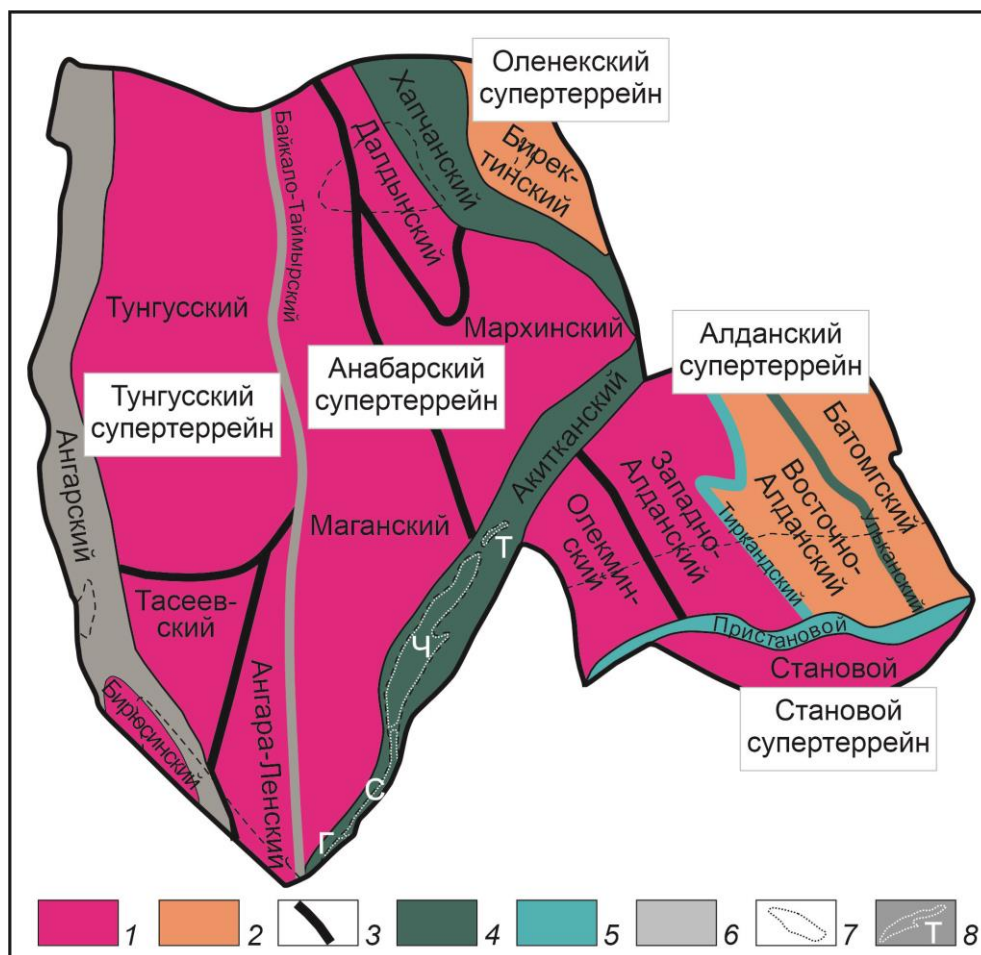 Оленекский
супертеррейн
Хапчанский
Бирек-
тинский
Далдынский
Байкало-Таймырский
Тунгусский
Мархинский
Анабарский
супертеррейн
Тунгусский
супертеррейн
Алданский
супертеррейн
Ангарский
Акитканский
Маганский
Олекмин-
ский
Западно-
Алданский
Тиркандский
Восточно-
Алданский
Батомгский
Ульканский
Т
Тасеев-
ский
Ч
Пристановой
Становой
Становой
супертеррейн
Бирюсинский
Ангара-Ленский
С
Г
1
2
3
4
5
6
7
Т
8